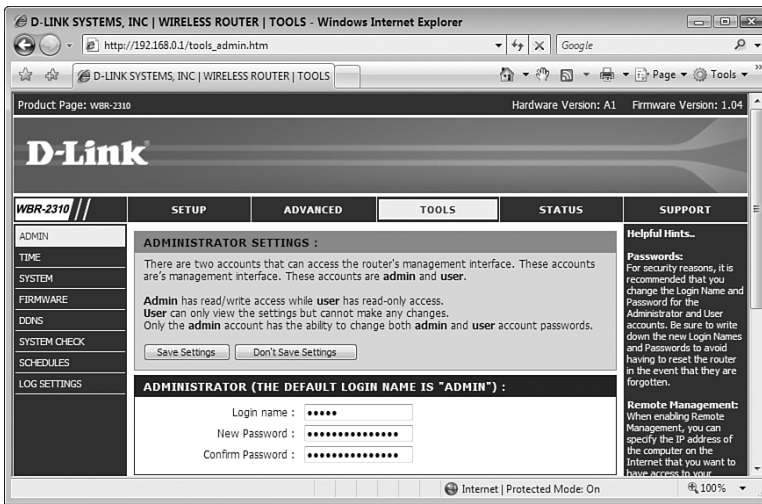 D-LINK SYSTEMS, INC | WIRELESS ROUTER | TOOLS - Windows Internet Explorer
http://192.168.0.1/tools_admin.htm
Google
D-LINK SYSTEMS, INC | WIRELESS ROUTER | TOOLS
Page
Tools
Product Page: WBR-2310
Hardware Version: A1
Firmware Version: 1.04
D-Link
WBR-2310
SETUP
ADVANCED
TOOLS
STATUS
SUPPORT
ADMIN
TIME
SYSTEM
FIRMWARE
DDNS
SYSTEM CHECK
SCHEDULES
LOG SETTINGS
ADMINISTRATOR SETTINGS :
There are two accounts that can access the router's management interface. These accounts
are's management interface. These accounts are admin and user.
Admin has read/write access while user has read-only access.
User can only view the settings but cannot make any changes.
Only the admin account has the ability to change both admin and user account passwords.
Save Settings
Don't Save Settings
ADMINISTRATOR (THE DEFAULT LOGIN NAME IS "ADMIN") :
Login name : •••••
New Password : •••••••••••••••
Confirm Password : •••••••••••••••
Helpful Hints..
Passwords:
For security reasons, it is
recommended that you
change the Login Name and
Password for the
Administrator and User
accounts. Be sure to write
down the new Login Names
and Passwords to avoid
having to reset the router
in the event that they are
forgotten.
Remote Management:
When enabling Remote
Management, you can
specify the IP address of
the computer on the
Internet that you want to
have access to your
Internet | Protected Mode: On
100%